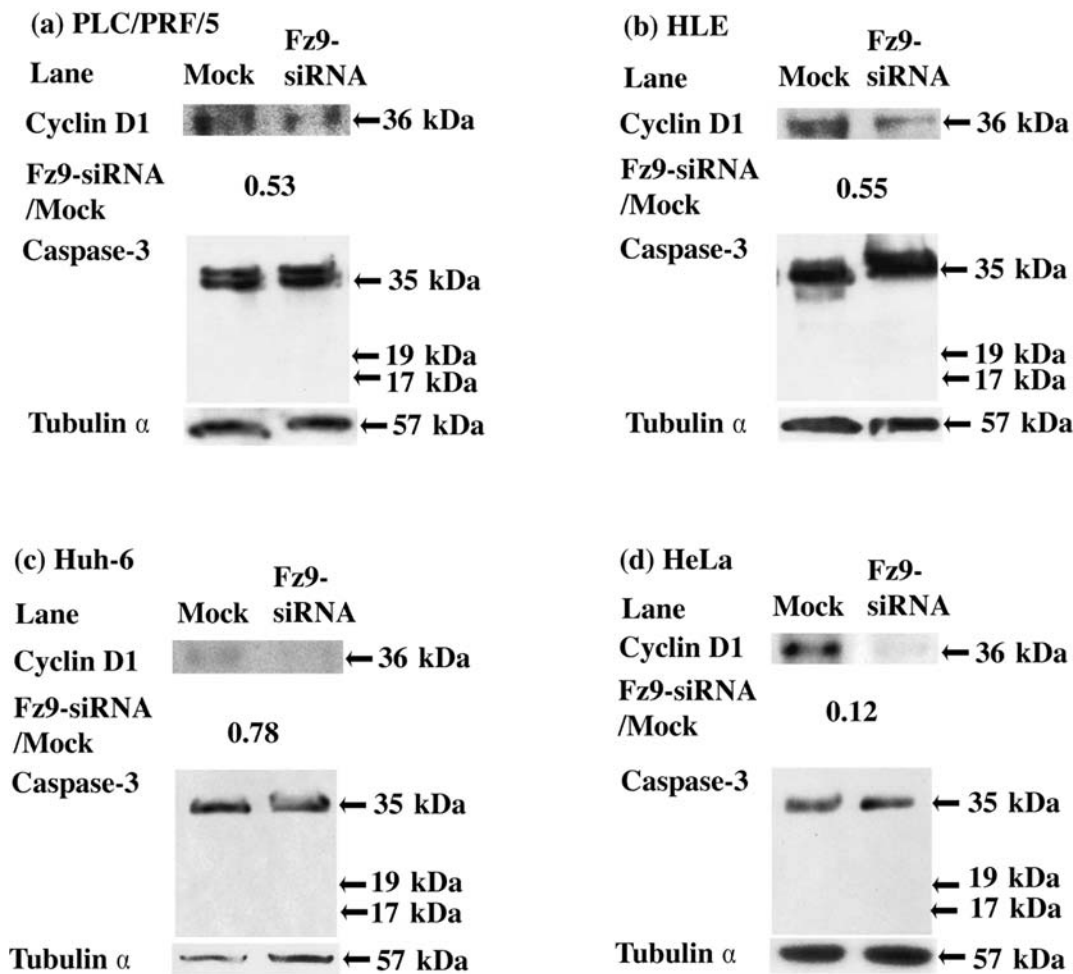 (a) PLC/PRF/5
Fz9-
Lane Mock siRNA
Cyclin D1 36 kDa
Fz9-siRNA
/Mock
0.53
Caspase-3
35 kDa
19 kDa
17 kDa
Tubulin α 57 kDa
(b) HLE
Fz9-
Lane Mock siRNA
Cyclin D1 36 kDa
Fz9-siRNA
/Mock
0.55
Caspase-3
35 kDa
19 kDa
17 kDa
Tubulin α 57 kDa
(c) Huh-6
Fz9-
Lane Mock siRNA
Cyclin D1 36 kDa
Fz9-siRNA
/Mock
0.78
Caspase-3
35 kDa
19 kDa
17 kDa
Tubulin α 57 kDa
(d) HeLa
Fz9-
Lane Mock siRNA
Cyclin D1 36 kDa
Fz9-siRNA
/Mock
0.12
Caspase-3
35 kDa
19 kDa
17 kDa
Tubulin α 57 kDa